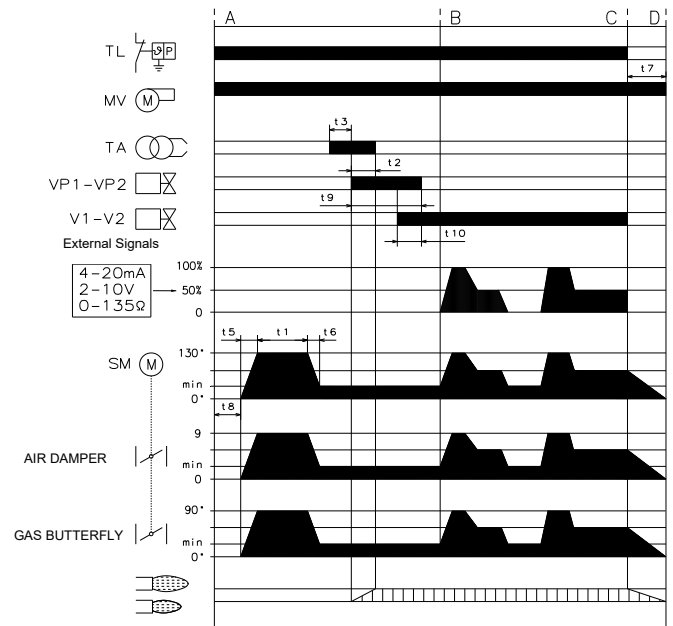 A B C D
TL ϑ P
t7
MV M
t3
TA
t2
VP1-VP2
t9
V1-V2
t10
External Signals
4-20mA
2-10V
0-135Ω
100%
50%
0
t5 t1 t6
130°
SM M
min
0°
t8
9
AIR DAMPER
min
0
90°
GAS BUTTERFLY
min
0°